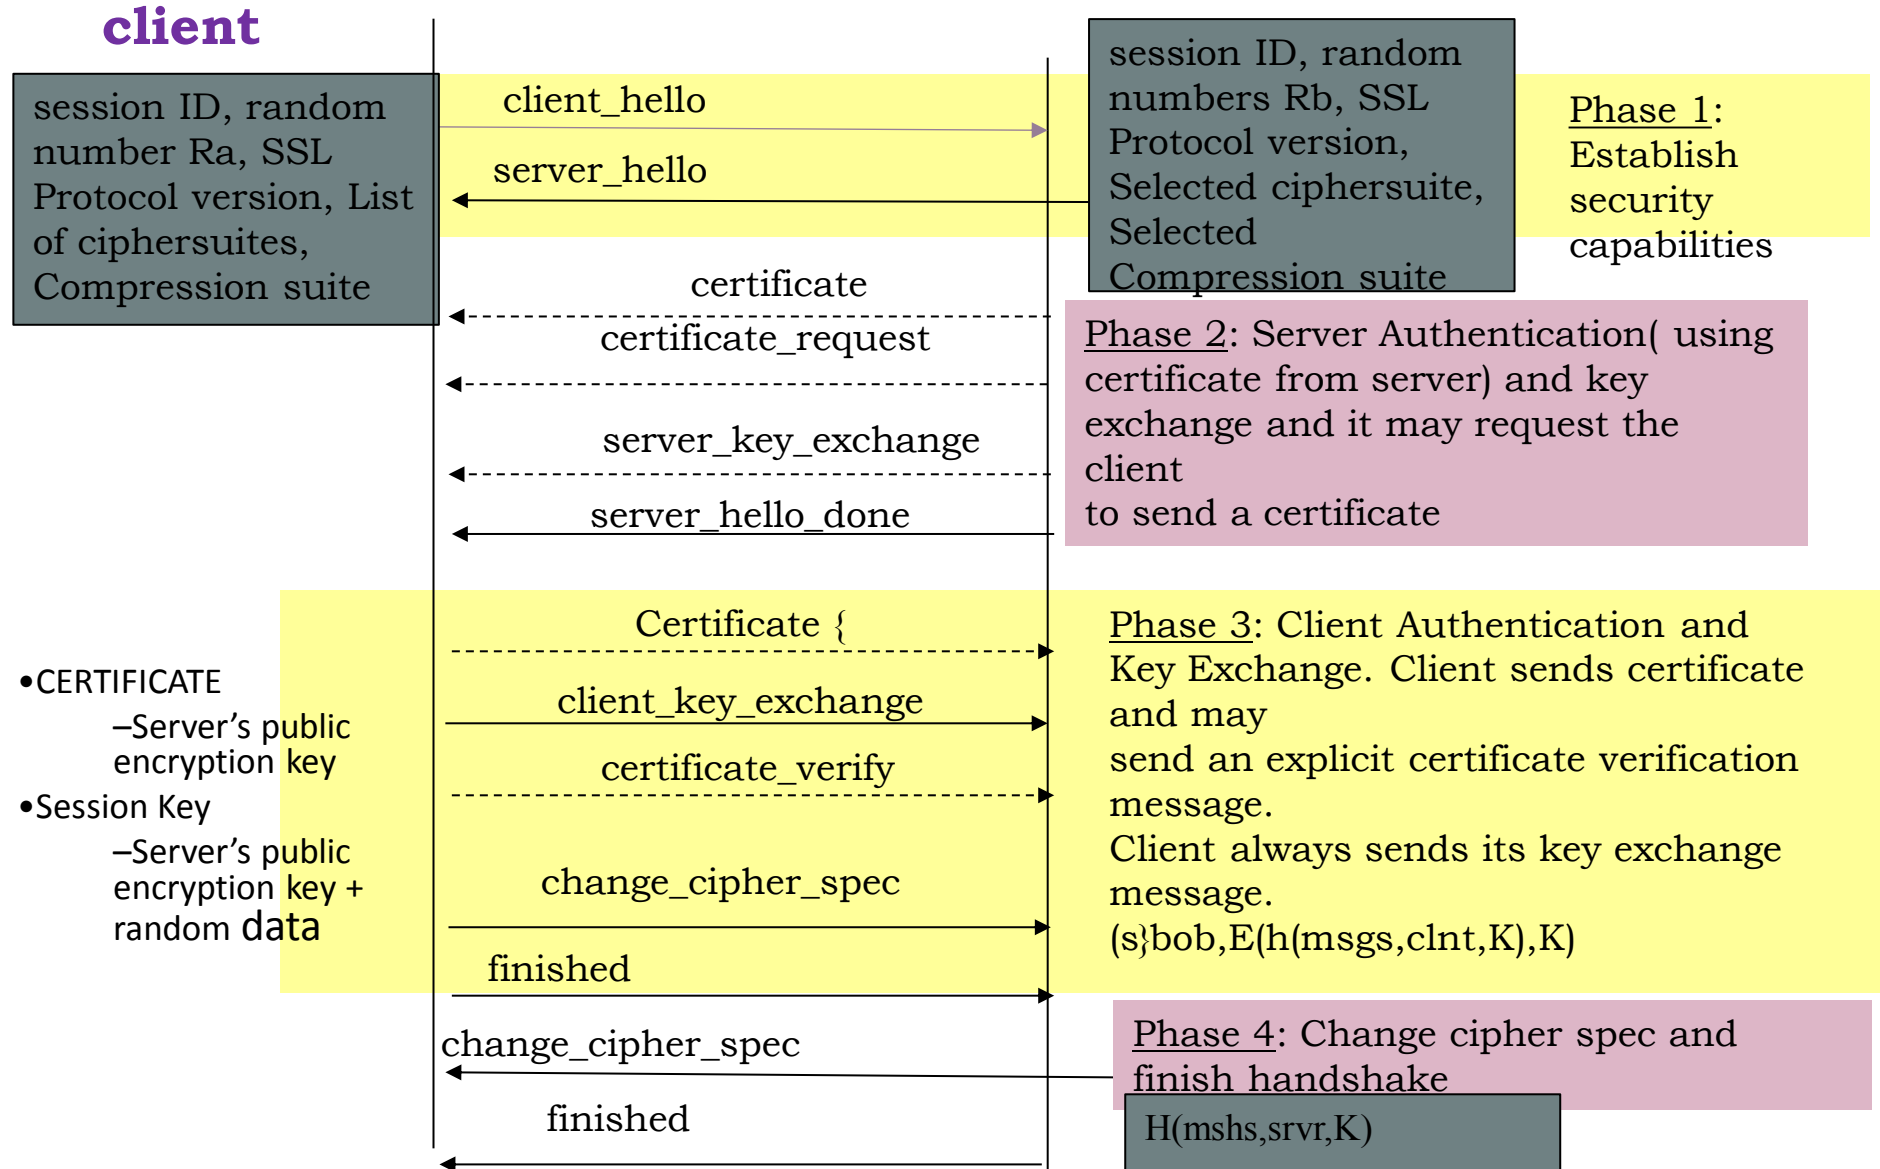 client
session ID, random
number Ra, SSL
Protocol version, List
of ciphersuites,
Compression suite
client_hello
server_hello
session ID, random
numbers Rb, SSL
Protocol version,
Selected ciphersuite,
Selected
Compression suite
Phase 1:
Establish
security
capabilities
certificate
certificate_request
server_key_exchange
server_hello_done
Phase 2: Server Authentication( using
certificate from server) and key
exchange and it may request the
client
to send a certificate
•CERTIFICATE
–Server’s public
encryption key
•Session Key
–Server’s public
encryption key +
random data
Certificate {
client_key_exchange
certificate_verify
change_cipher_spec
finished
Phase 3: Client Authentication and
Key Exchange. Client sends certificate
and may
send an explicit certificate verification
message.
Client always sends its key exchange
message.
(s}bob,E(h(msgs,clnt,K),K)
change_cipher_spec
finished
Phase 4: Change cipher spec and
finish handshake
H(mshs,srvr,K)